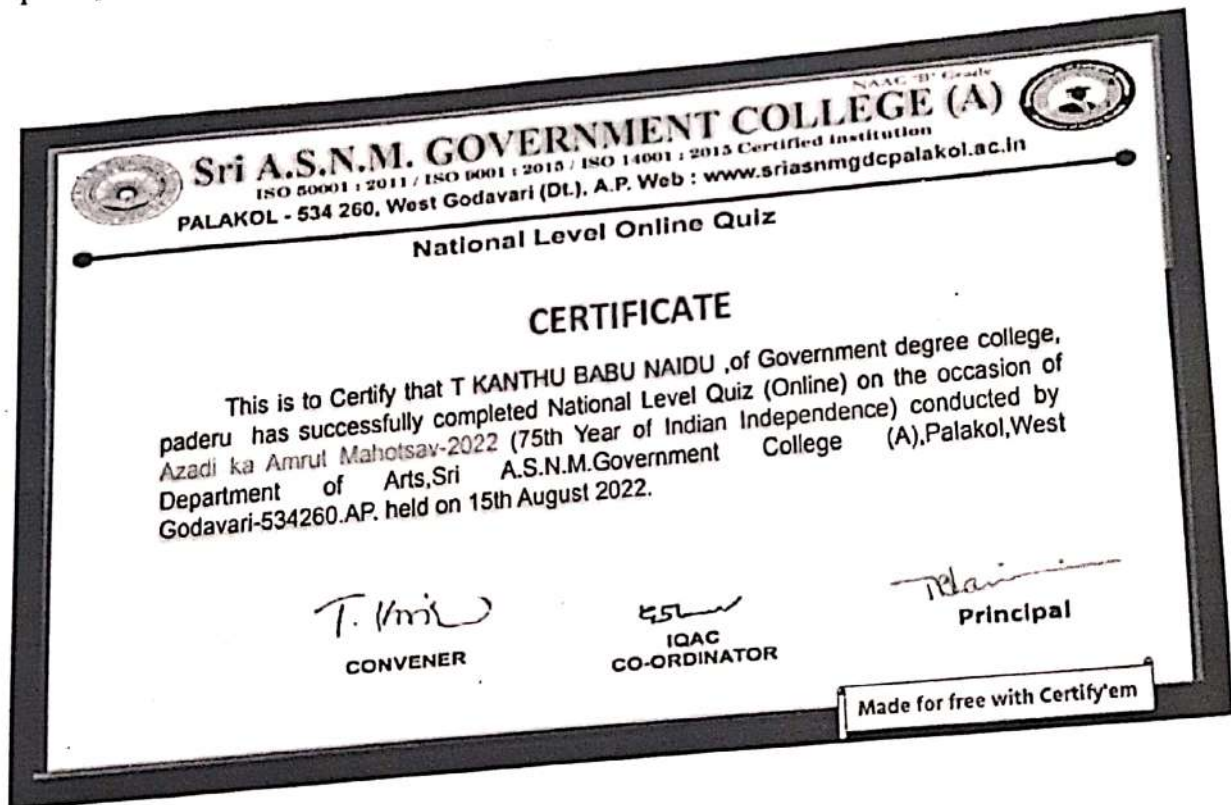 NAAC "B" Grade
Sri A.S.N.M. GOVERNMENT COLLEGE (A)
ISO 50001 : 2011 / ISO 9001 : 2015 / ISO 14001 : 2015 Certified Institution
PALAKOL - 534 260, West Godavari (Dt.), A.P. Web : www.sriasnmgdcpalakol.ac.in
National Level Online Quiz
CERTIFICATE
This is to Certify that T KANTHU BABU NAIDU ,of Government degree college,
paderu has successfully completed National Level Quiz (Online) on the occasion of
Azadi ka Amrut Mahotsav-2022 (75th Year of Indian Independence) conducted by
Department of Arts,Sri A.S.N.M.Government College (A),Palakol,West
Godavari-534260.AP. held on 15th August 2022.
CONVENER
IQAC
CO-ORDINATOR
Principal
Made for free with Certify'em